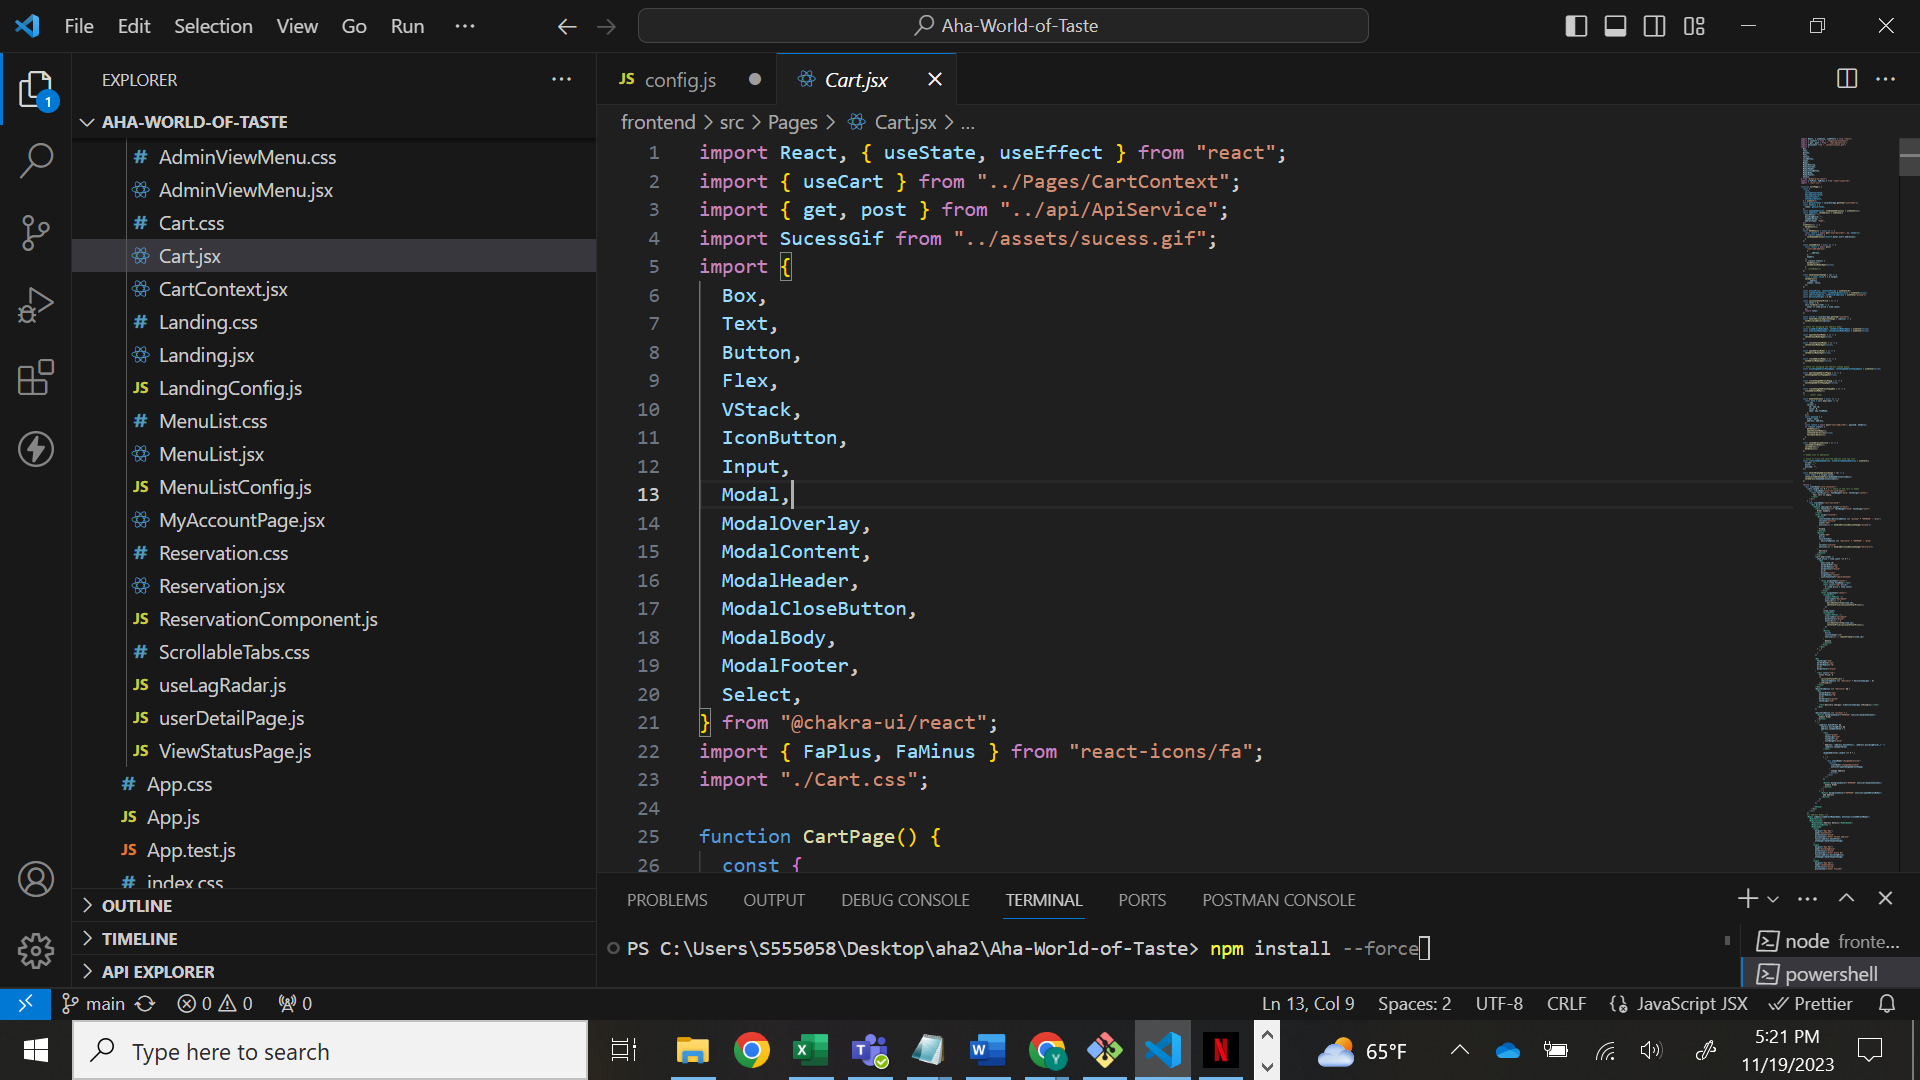 File Edit Selection View Go Run ···
Aha-World-of-Taste
1
EXPLORER
AHA-WORLD-OF-TASTE
# AdminViewMenu.css
AdminViewMenu.jsx
# Cart.css
Cart.jsx
CartContext.jsx
# Landing.css
Landing.jsx
JS LandingConfig.js
# MenuList.css
MenuList.jsx
JS MenuListConfig.js
MyAccountPage.jsx
# Reservation.css
Reservation.jsx
JS ReservationComponent.js
# ScrollableTabs.css
JS useLagRadar.js
JS userDetailPage.js
JS ViewStatusPage.js
# App.css
JS App.js
JS App.test.js
# index.css
OUTLINE
TIMELINE
API EXPLORER
JS config.js
Cart.jsx
frontend > src > Pages > Cart.jsx > ...
1 import React, { useState, useEffect } from "react";
2 import { useCart } from "../Pages/CartContext";
3 import { get, post } from "../api/ApiService";
4 import SucessGif from "../assets/sucess.gif";
5 import {
6 Box,
7 Text,
8 Button,
9 Flex,
10 VStack,
11 IconButton,
12 Input,
13 Modal,
14 ModalOverlay,
15 ModalContent,
16 ModalHeader,
17 ModalCloseButton,
18 ModalBody,
19 ModalFooter,
20 Select,
21 } from "@chakra-ui/react";
22 import { FaPlus, FaMinus } from "react-icons/fa";
23 import "./Cart.css";
24
25 function CartPage() {
26 const {
PROBLEMS OUTPUT DEBUG CONSOLE TERMINAL PORTS POSTMAN CONSOLE
PS C:\Users\S555058\Desktop\aha2\Aha-World-of-Taste> npm install --force
node fronte...
powershell
main 0 0 0
Ln 13, Col 9 Spaces: 2 UTF-8 CRLF JavaScript JSX Prettier
Type here to search
65°F
5:21 PM
11/19/2023